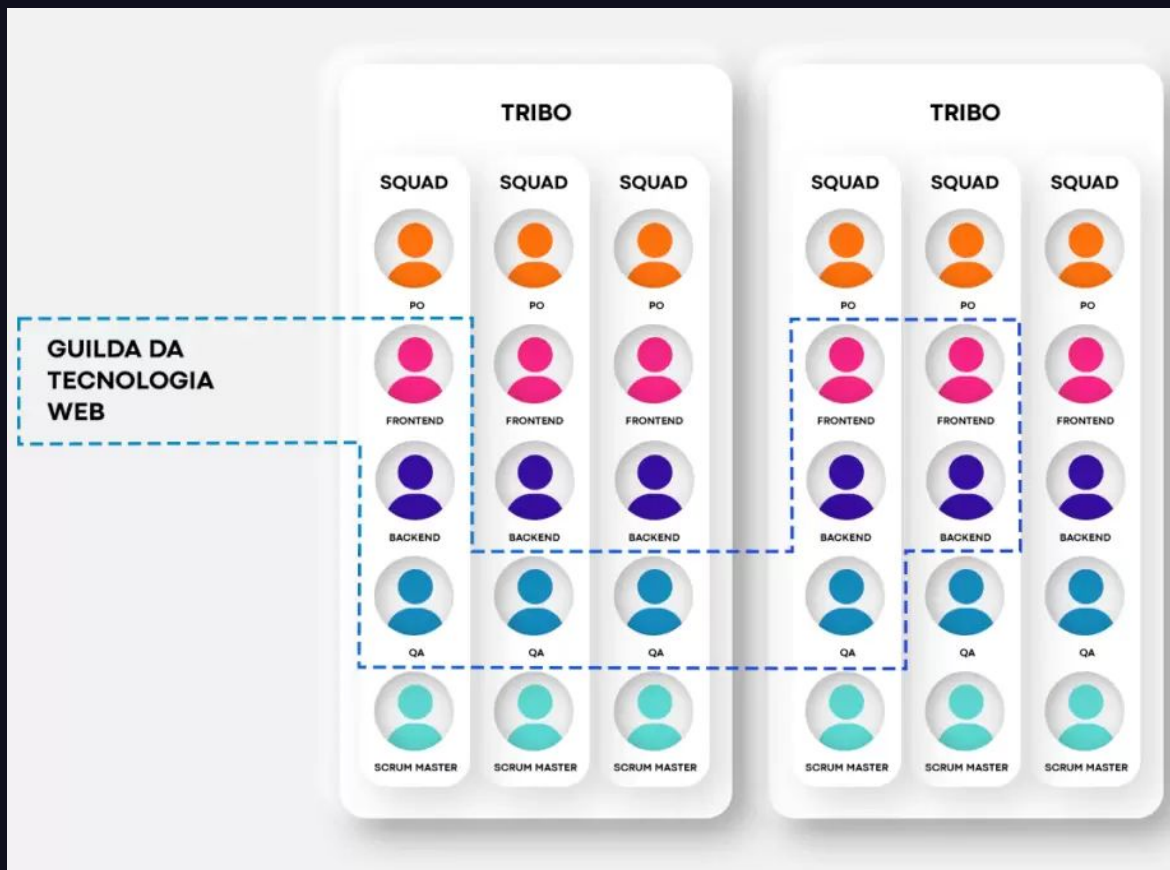 TRIBO TRIBO
SQUAD SQUAD SQUAD SQUAD SQUAD SQUAD
PO PO PO PO PO PO
GUILDA DA
TECNOLOGIA
WEB
FRONTEND FRONTEND FRONTEND FRONTEND FRONTEND FRONTEND
BACKEND BACKEND BACKEND BACKEND BACKEND BACKEND
QA QA QA QA QA QA
SCRUM MASTER SCRUM MASTER SCRUM MASTER SCRUM MASTER SCRUM MASTER SCRUM MASTER